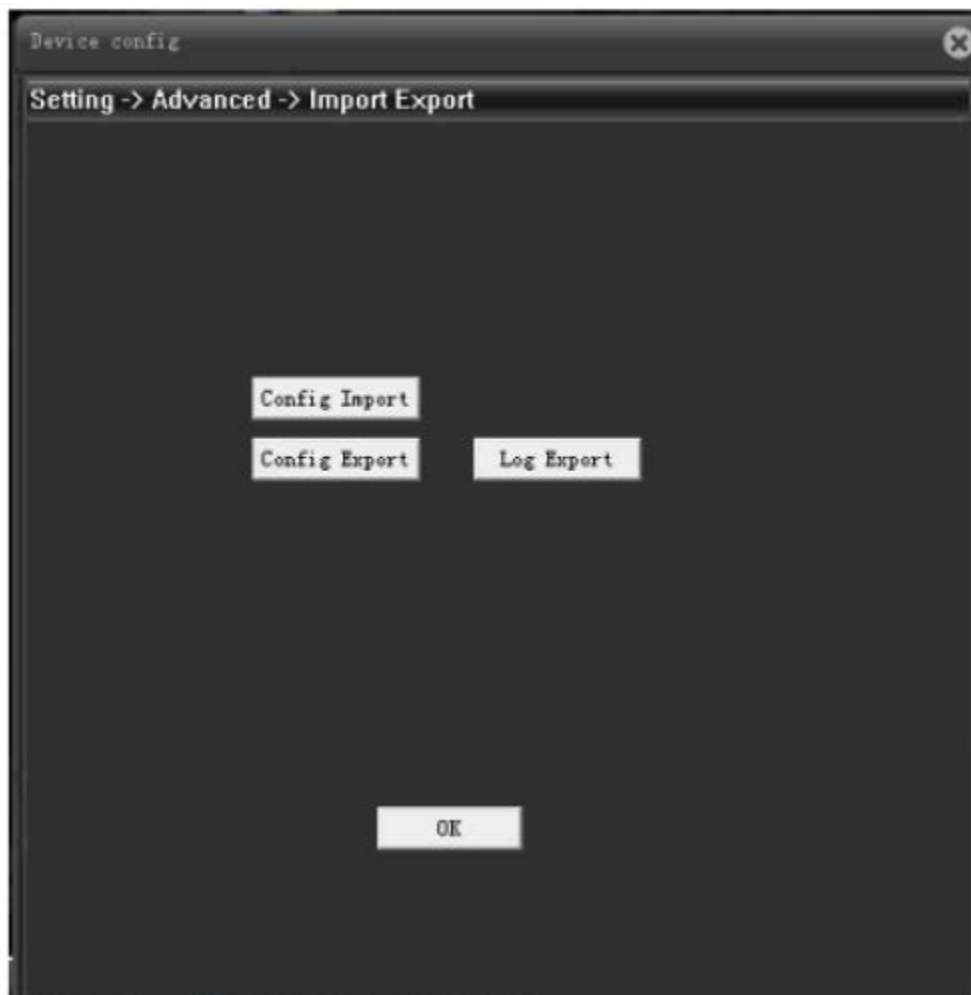 Device config
Setting -> Advanced -> Import Export
Config Import
Config Export
Log Export
OK